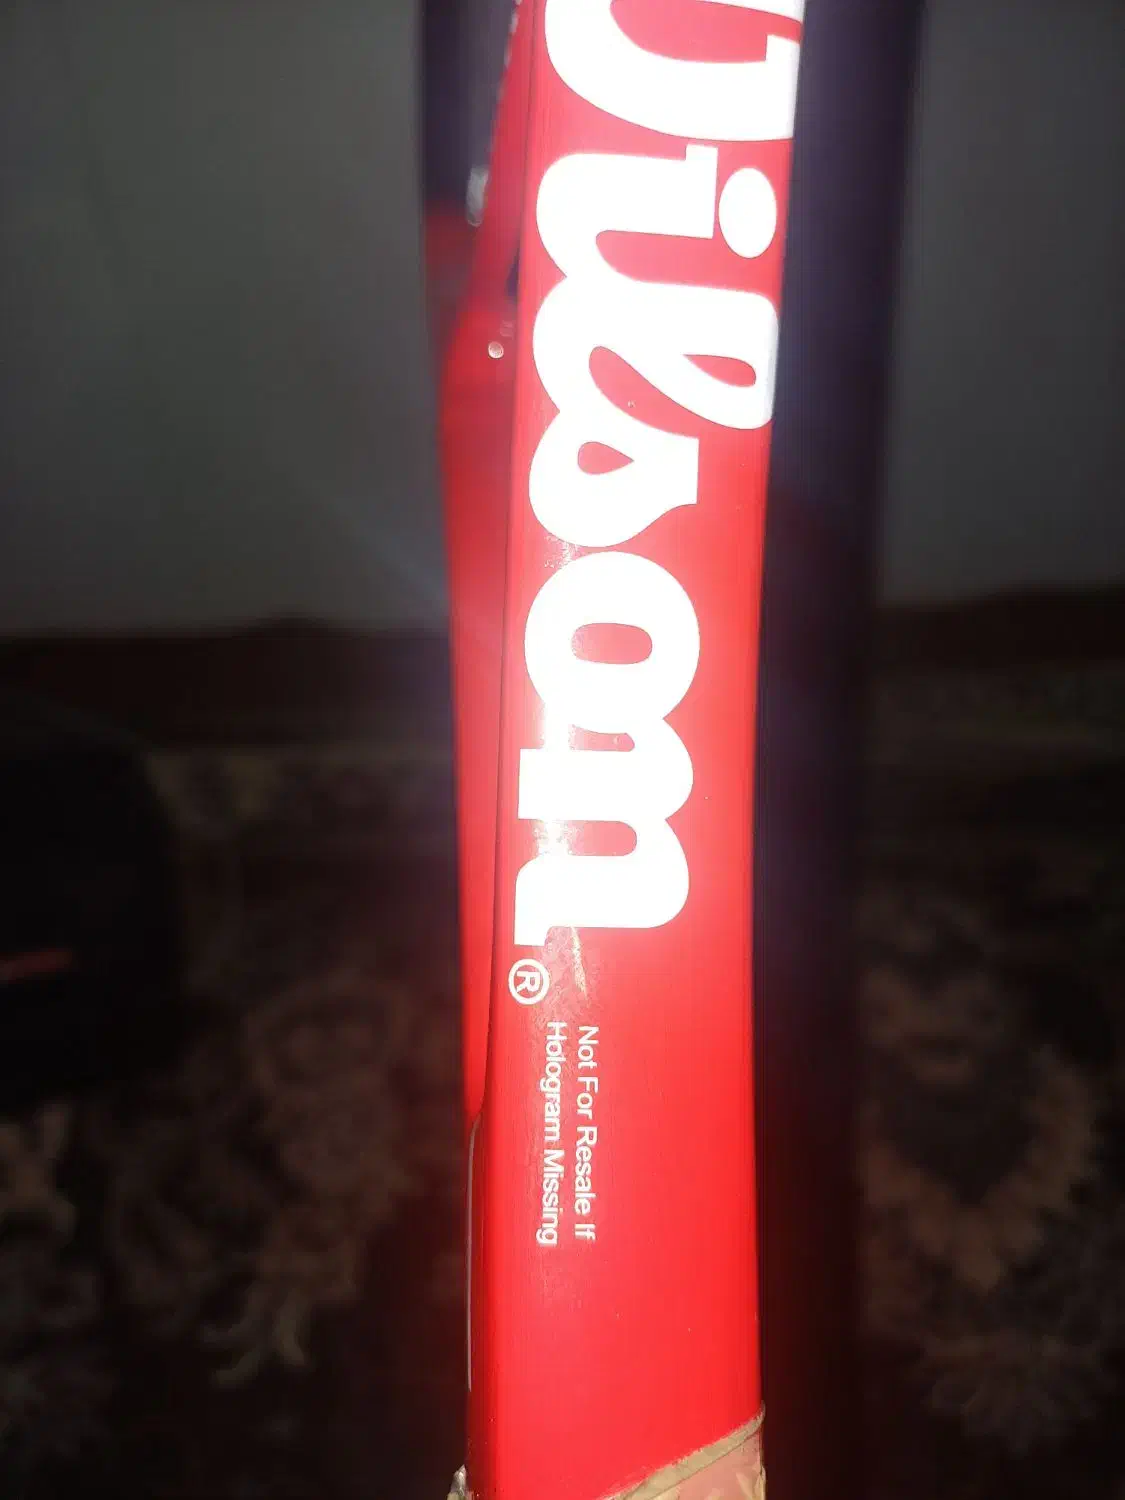 Wilson®
Not For Resale If
Hologram Missing